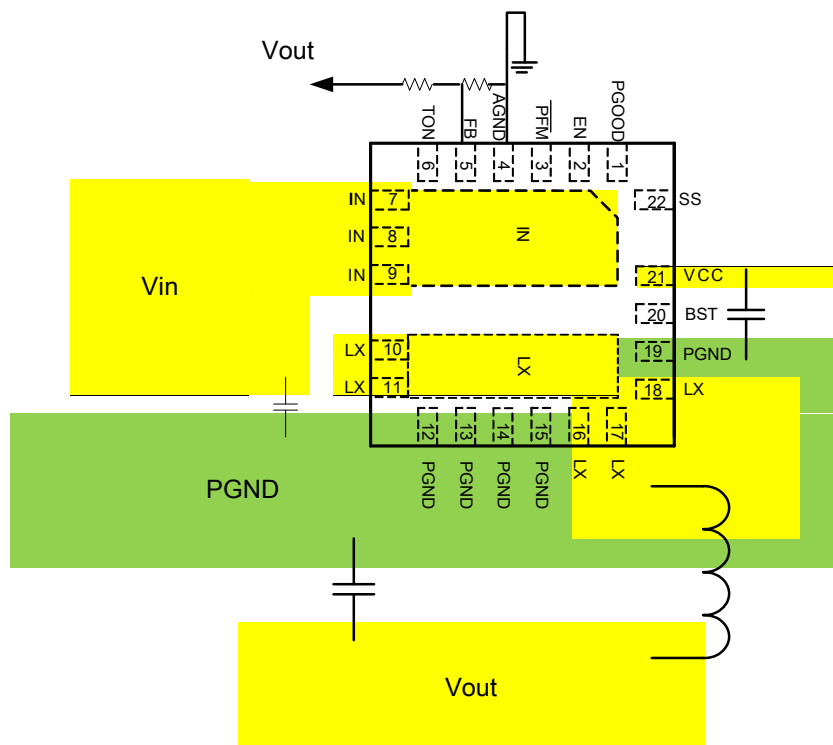 Vout
TON
FB
AGND
PFM
EN
PGOOD
6
5
4
3
2
1
IN 7
22 SS
IN 8
IN
IN 9
21 VCC
Vin
20 BST
LX 10
19 PGND
LX
LX 11
18 LX
12
13
14
15
16
17
PGND
PGND
PGND
PGND
LX
LX
PGND
Vout